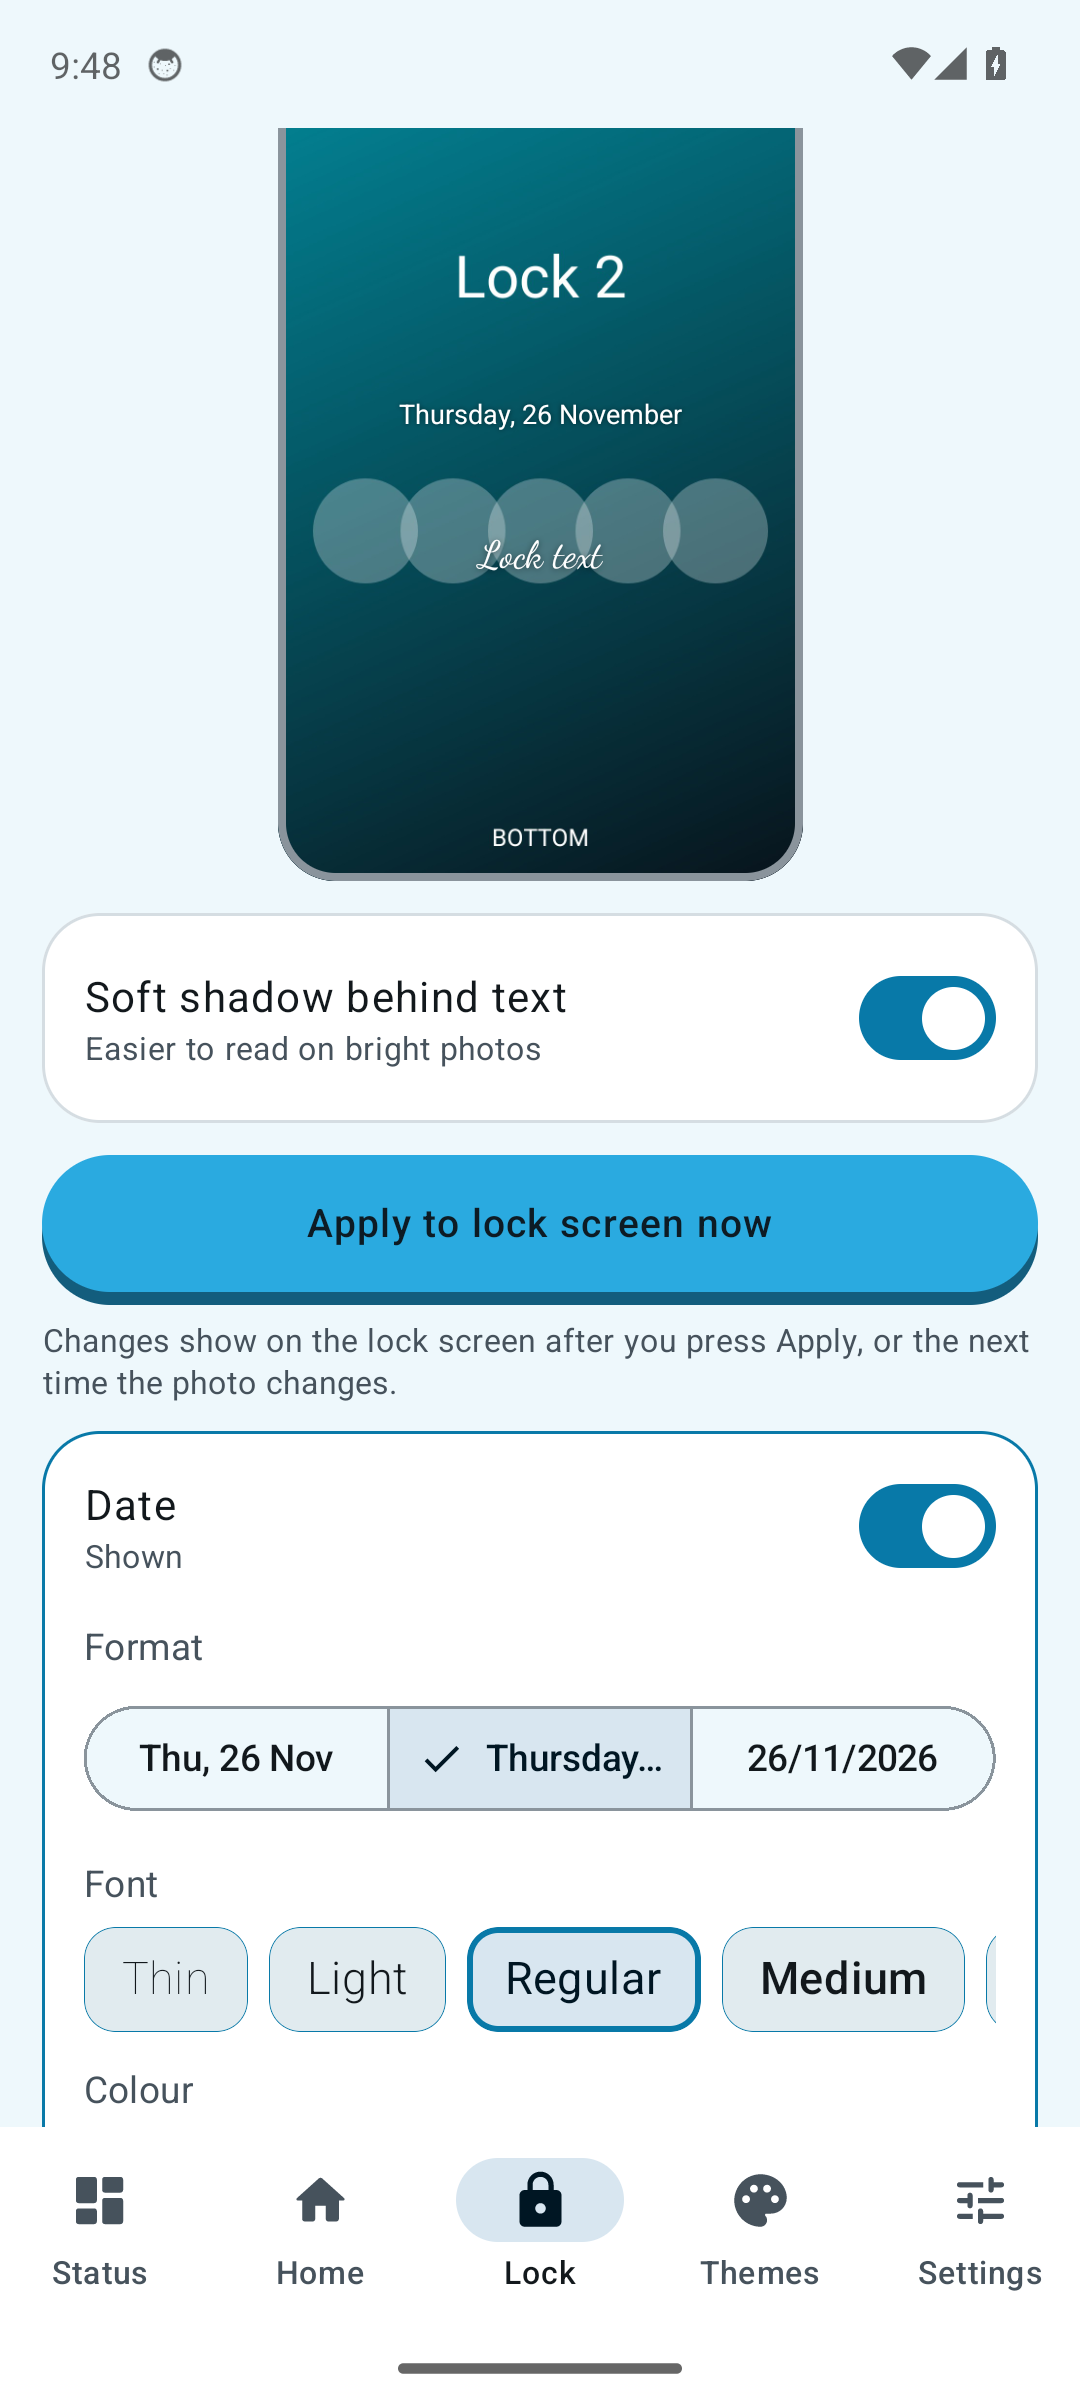 9:48
Lock 2
Thursday, 26 November
Lock text
BOTTOM
Soft shadow behind text
Easier to read on bright photos
Apply to lock screen now
Changes show on the lock screen after you press Apply, or the next
time the photo changes.
Date
Shown
Format
Thu, 26 Nov
Thursday...
26/11/2026
Font
Thin
Light
Regular
Medium
Colour
Status
Home
Lock
Themes
Settings